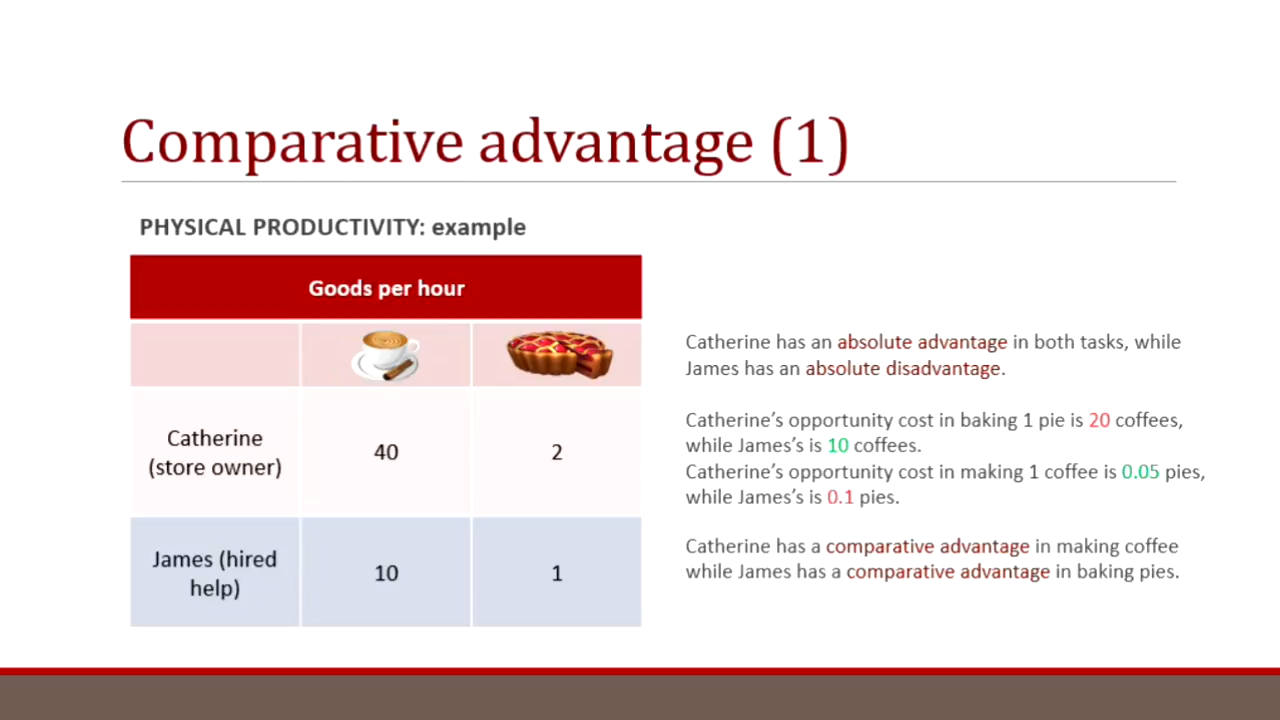 Comparative advantage (1)
PHYSICAL PRODUCTIVITY: example
Goods per hour
Catherine
(store owner)
40
2
James (hired
help)
10
1
Catherine has an absolute advantage in both tasks, while
James has an absolute disadvantage.
Catherine’s opportunity cost in baking 1 pie is 20 coffees,
while James’s is 10 coffees.
Catherine’s opportunity cost in making 1 coffee is 0.05 pies,
while James’s is 0.1 pies.
Catherine has a comparative advantage in making coffee
while James has a comparative advantage in baking pies.